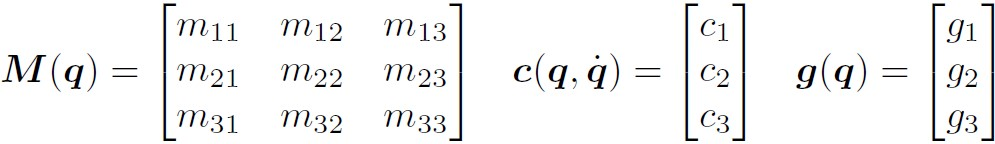 m11 m12 m13 c1 g1
M(q) = m21 m22 m23 c(q, q̇) = c2 g(q) = g2
m31 m32 m33 c3 g3